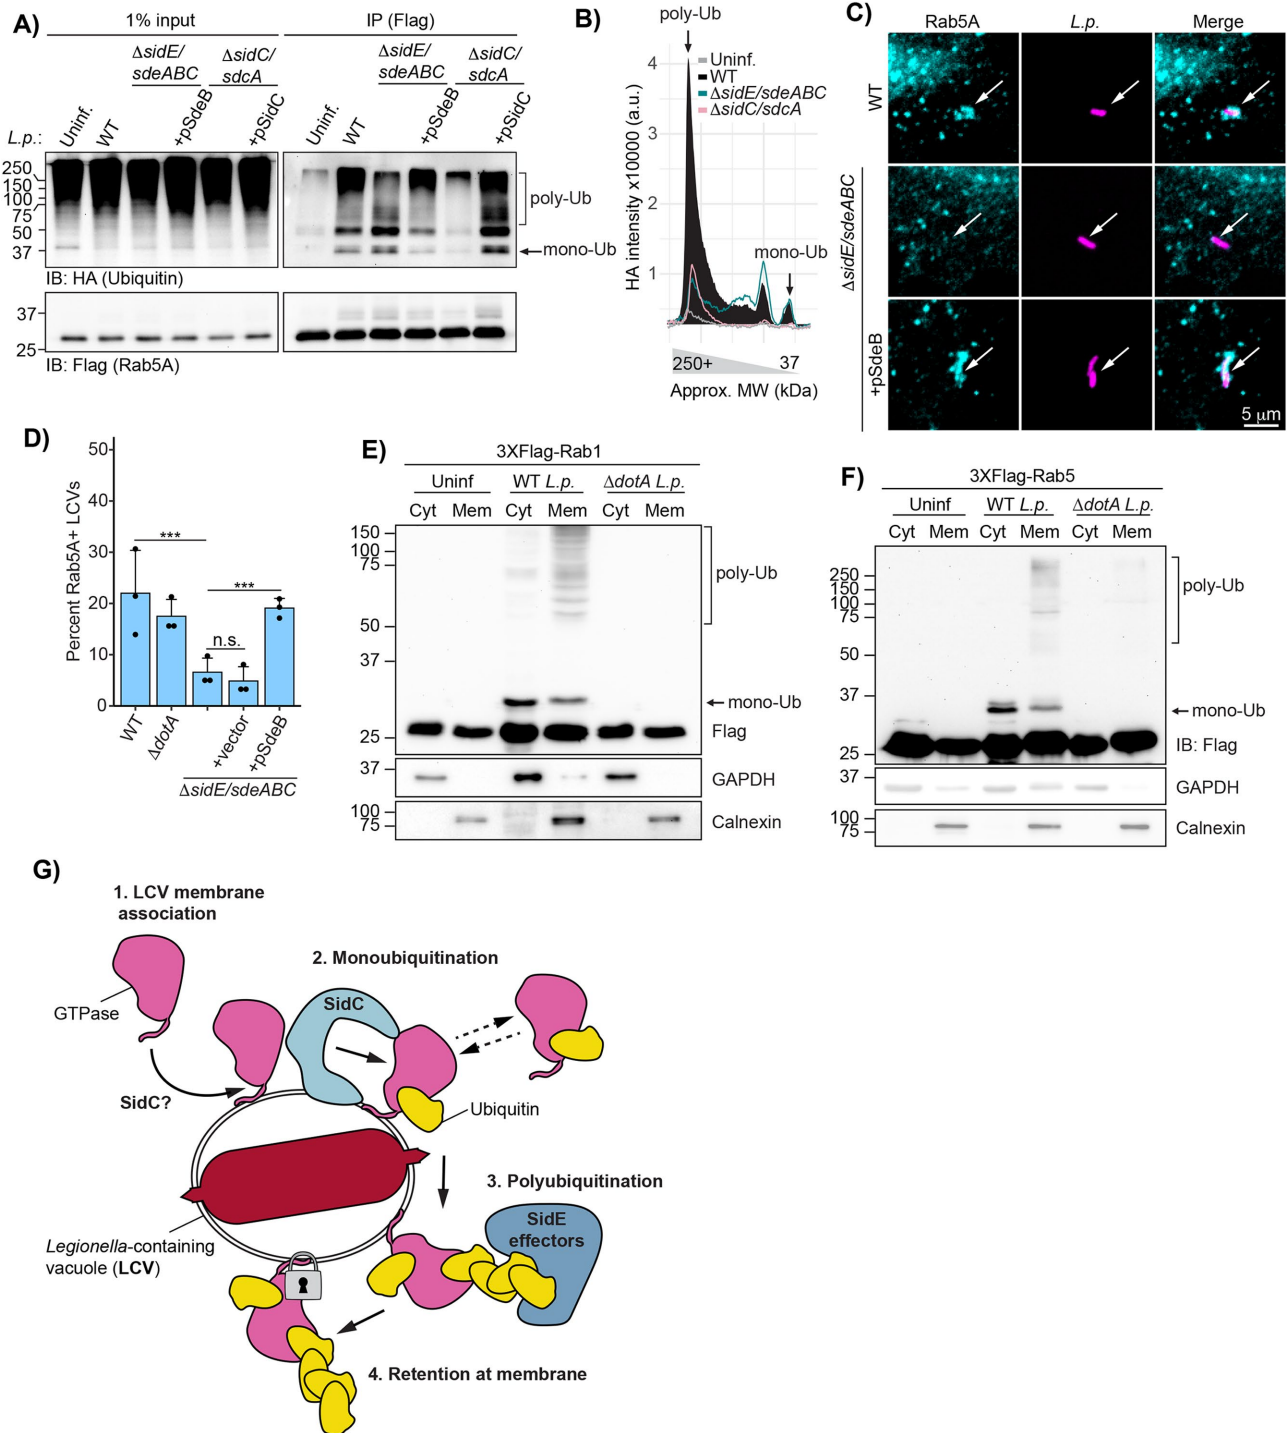 A)
1% input
IP (Flag)
ΔsidE/
sdeABC
ΔsidC/
sdcA
ΔsidE/
sdeABC
ΔsidC/
sdcA
L.p.:
Uninf.
WT
+pSdeB
+pSidC
Uninf.
WT
+pSdeB
+pSidC
250
150
100
75
50
37
poly-Ub
mono-Ub
IB: HA (Ubiquitin)
37
25
IB: Flag (Rab5A)
B)
poly-Ub
Uninf.
WT
ΔsidE/sdeABC
ΔsidC/sdcA
mono-Ub
HA intensity x10000 (a.u.)
4
3
2
1
250+
37
Approx. MW (kDa)
C)
Rab5A
L.p.
Merge
WT
ΔsidE/sdeABC
+pSdeB
5 µm
D)
Percent Rab5A+ LCVs
50
40
30
20
10
0
***
***
n.s.
WT
ΔdotA
+vector
+pSdeB
ΔsidE/sdeABC
E)
3XFlag-Rab1
Uninf
WT L.p.
ΔdotA L.p.
Cyt Mem Cyt Mem Cyt Mem
150
100
75
50
37
25
poly-Ub
mono-Ub
Flag
37
GAPDH
100
75
Calnexin
F)
3XFlag-Rab5
Uninf
WT L.p.
ΔdotA L.p.
Cyt Mem Cyt Mem Cyt Mem
250
150
100
75
50
37
25
poly-Ub
mono-Ub
IB: Flag
37
GAPDH
100
75
Calnexin
G)
1. LCV membrane
association
GTPase
SidC?
2. Monoubiquitination
SidC
Ubiquitin
3. Polyubiquitination
SidE
effectors
Legionella-containing
vacuole (LCV)
4. Retention at membrane